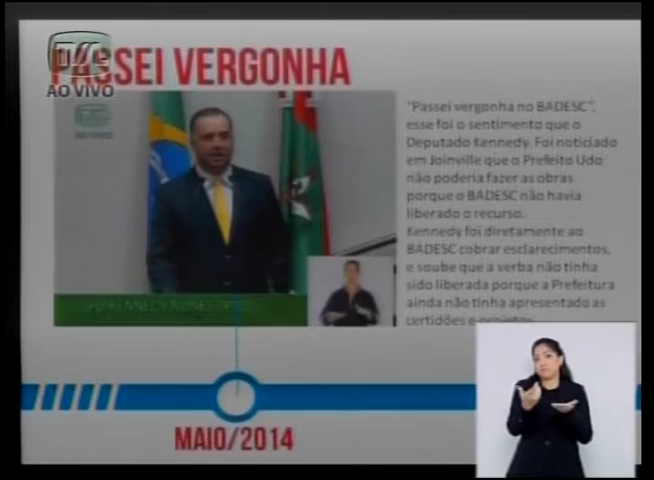 PASSEI VERGONHA
AO VIVO
"Passei vergonha no BADESC",
esse foi o sentimento que o
Deputado Kennedy. Foi noticiado
em Joinville que o Prefeito Udo
não poderia fazer as obras
porque o BADESC não havia
liberado o recurso.
Kennedy foi diretamente ao
BADESC cobrar esclarecimentos,
e soube que a verba não tinha
sido liberada porque a Prefeitura
ainda não tinha apresentado as
certidões e projetos
MAIO/2014